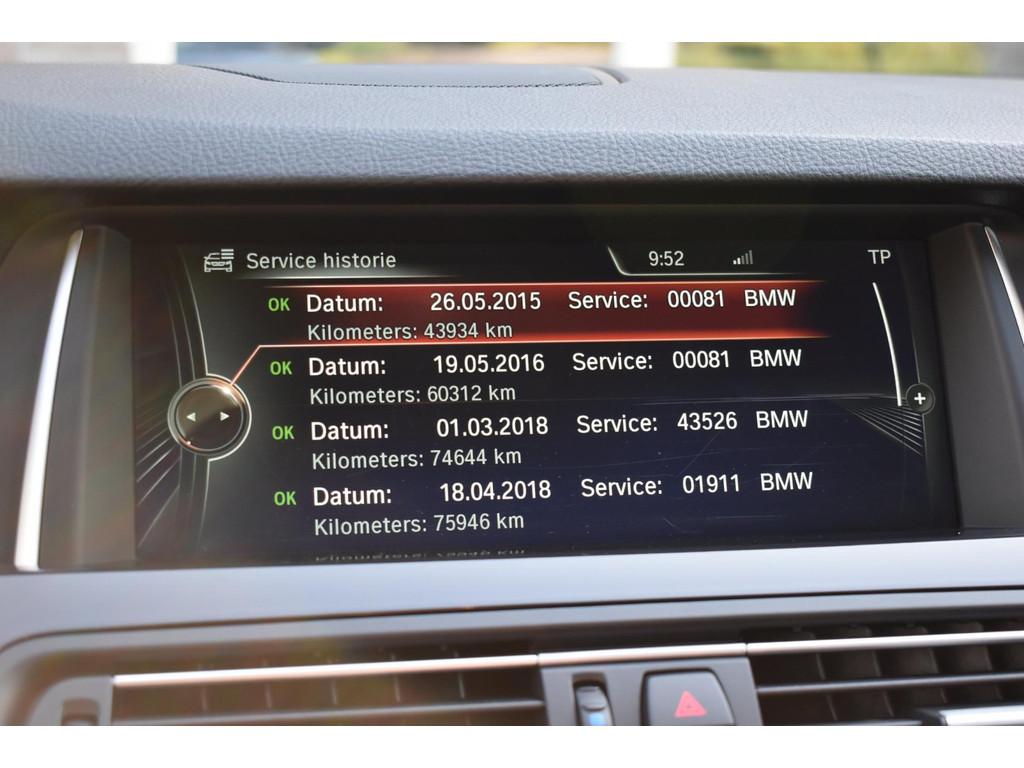 Service historie 9:52 TP
OK Datum: 26.05.2015 Service: 00081 BMW
Kilometers: 43934 km
OK Datum: 19.05.2016 Service: 00081 BMW
Kilometers: 60312 km
OK Datum: 01.03.2018 Service: 43526 BMW
Kilometers: 74644 km
OK Datum: 18.04.2018 Service: 01911 BMW
Kilometers: 75946 km